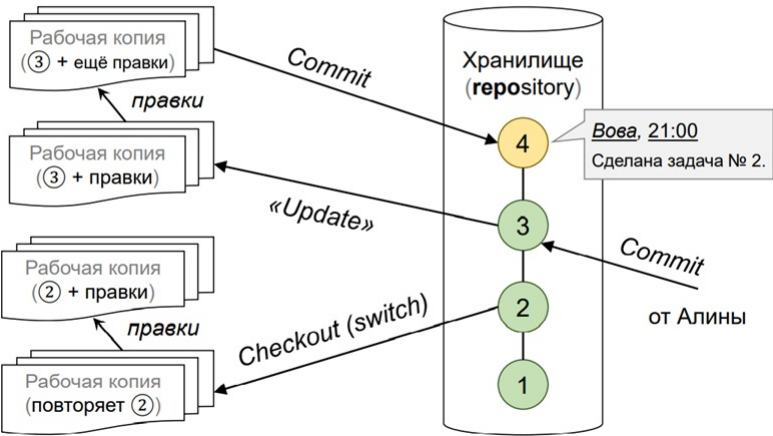 Рабочая копия
(③ + ещё правки)
правки
Рабочая копия
(③ + правки)
Рабочая копия
(② + правки)
правки
Рабочая копия
(повторяет ②)
Commit
«Update»
Checkout (switch)
Хранилище
(repository)
4
3
2
1
Вова, 21:00
Сделана задача № 2.
Commit
от Алины